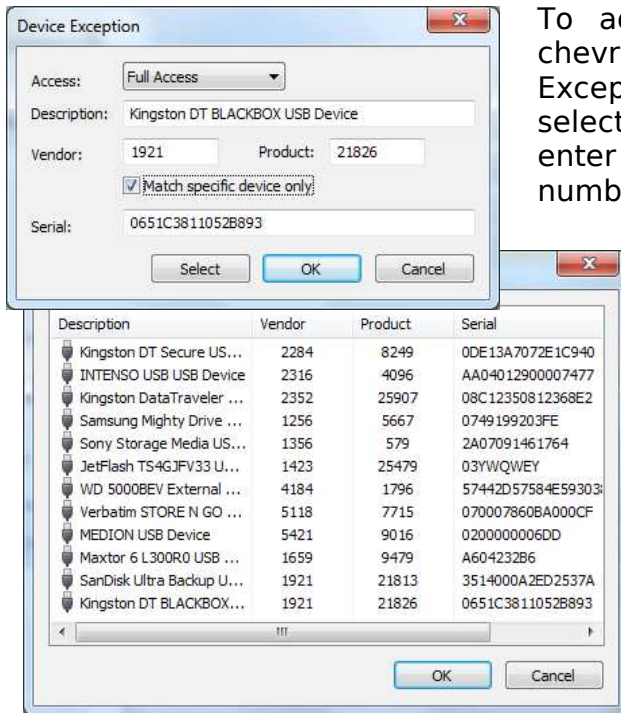 Device Exception
Access: Full Access
Description: Kingston DT BLACKBOX USB Device
Vendor: 1921 Product: 21826
Match specific device only
Serial: 0651C3811052B893
Select OK Cancel
To
Description Vendor Product Serial
Kingston DT Secure US... 2284 8249 0DE13A7072E1C940
INTENSO USB USB Device 2316 4096 AA04012900007477
Kingston DataTraveler ... 2352 25907 08C12350812368E2
Samsung Mighty Drive ... 1256 5667 0749199203FE
Sony Storage Media US... 1356 579 2A07091461764
JetFlash TS4GJFV33 U... 1423 25479 03YWQWEY
WD 5000BEV External ... 4184 1796 57442D57584E59303
Verbatim STORE N GO ... 5118 7715 070007860BA000CF
MEDION USB Device 5421 9016 0200000006DD
Maxtor 6 L300R0 USB ... 1659 9479 A604232B6
SanDisk Ultra Backup U... 1921 21813 3514000A2ED2537A
Kingston DT BLACKBOX... 1921 21826 0651C3811052B893
OK Cancel
select
enter